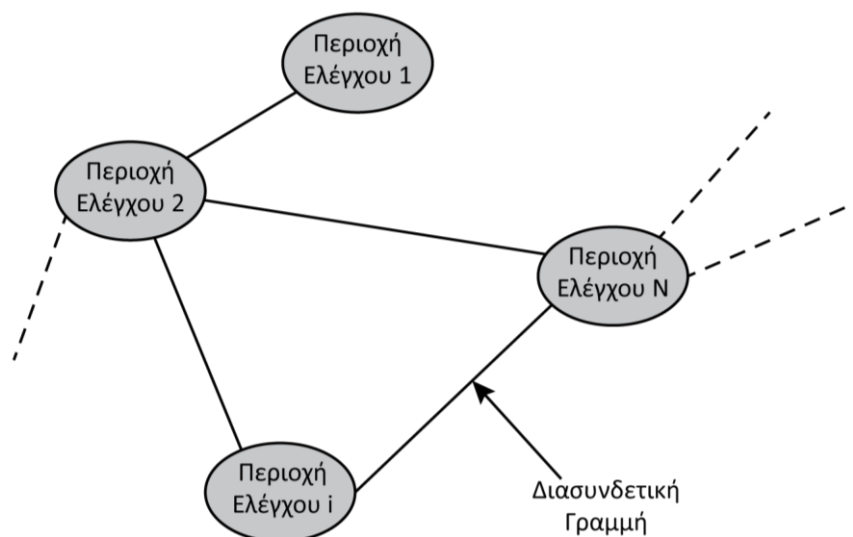 Περιοχή
Ελέγχου 1
Περιοχή
Ελέγχου 2
Περιοχή
Ελέγχου N
Περιοχή
Ελέγχου i
Διασυνδετική
Γραμμή